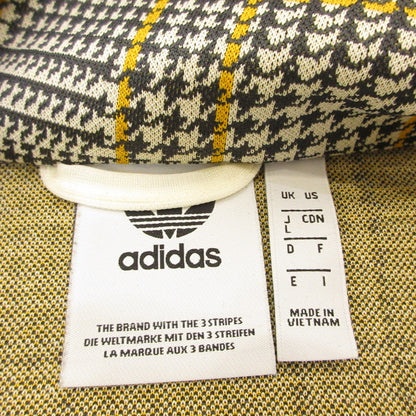 adidas
THE BRAND WITH THE 3 STRIPES
DIE WELTMARKE MIT DEN 3 STREIFEN
LA MARQUE AUX 3 BANDES
UK US
J CDN
L
D F
E I
MADE IN
VIETNAM